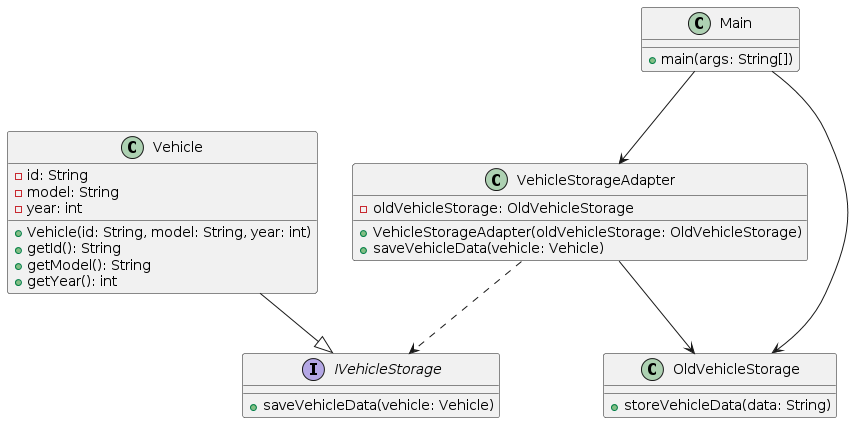 C Main
main(args: String[])
C Vehicle
id: String
model: String
year: int
Vehicle(id: String, model: String, year: int)
getId(): String
getModel(): String
getYear(): int
C VehicleStorageAdapter
oldVehicleStorage: OldVehicleStorage
VehicleStorageAdapter(oldVehicleStorage: OldVehicleStorage)
saveVehicleData(vehicle: Vehicle)
I IVehicleStorage
saveVehicleData(vehicle: Vehicle)
C OldVehicleStorage
storeVehicleData(data: String)